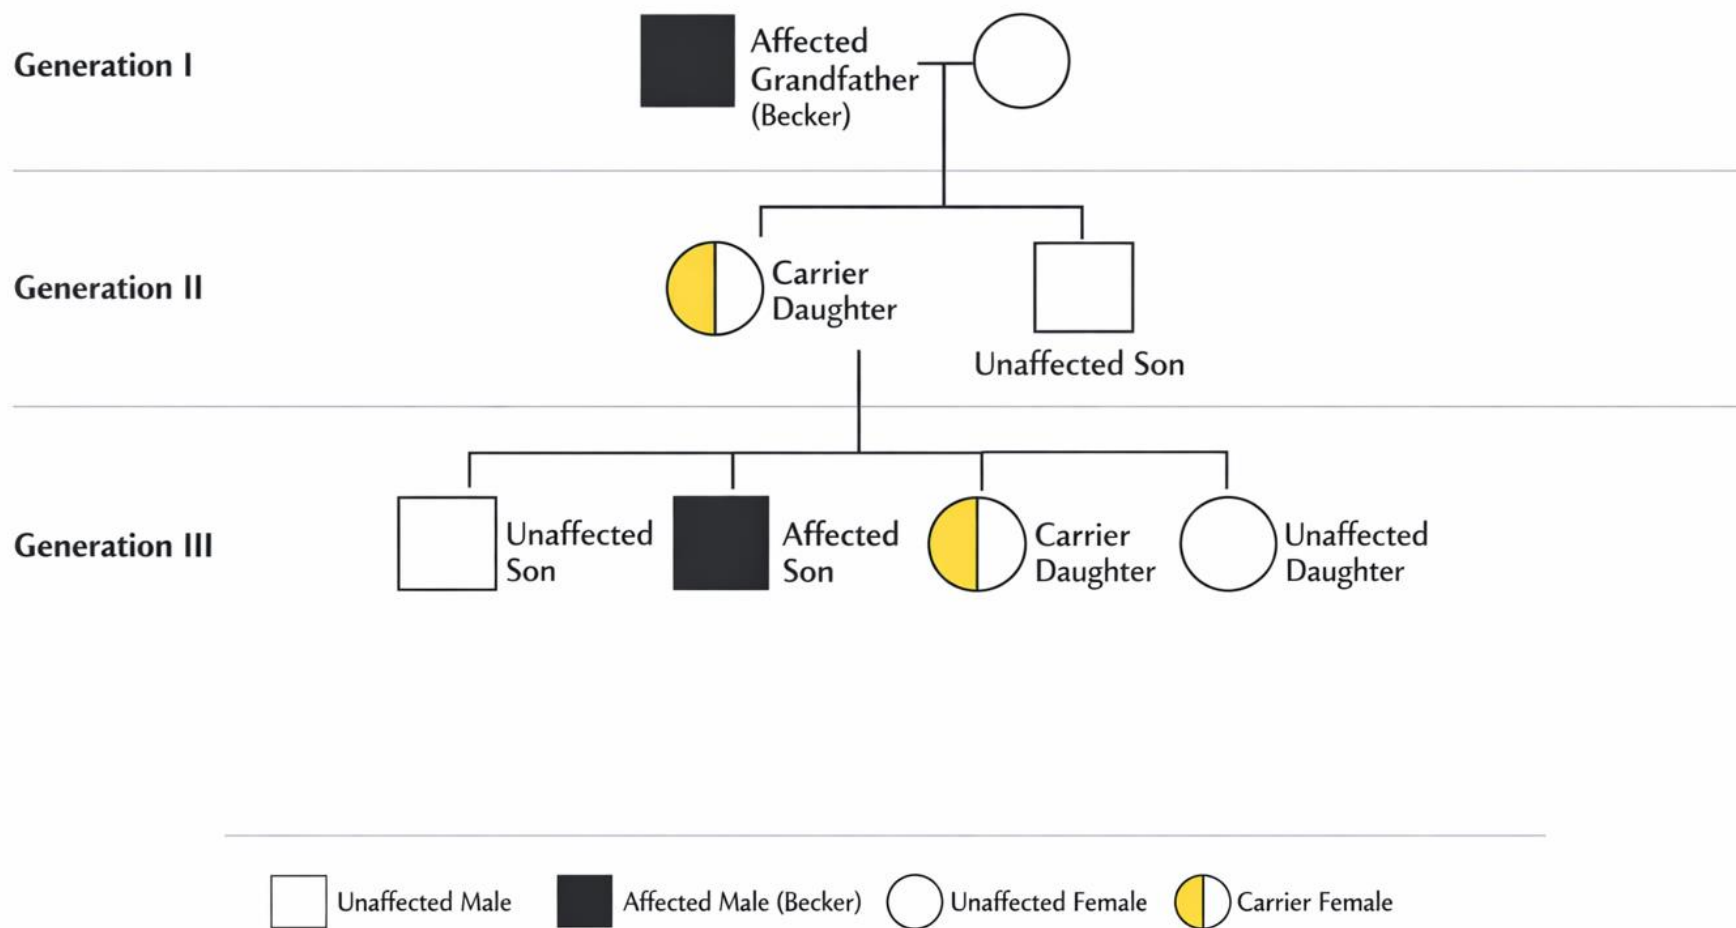 Generation I
Affected
Grandfather
(Becker)
Generation II
Carrier
Daughter
Unaffected Son
Generation III
Unaffected
Son
Affected
Son
Carrier
Daughter
Unaffected
Daughter
Unaffected Male
Affected Male (Becker)
Unaffected Female
Carrier Female